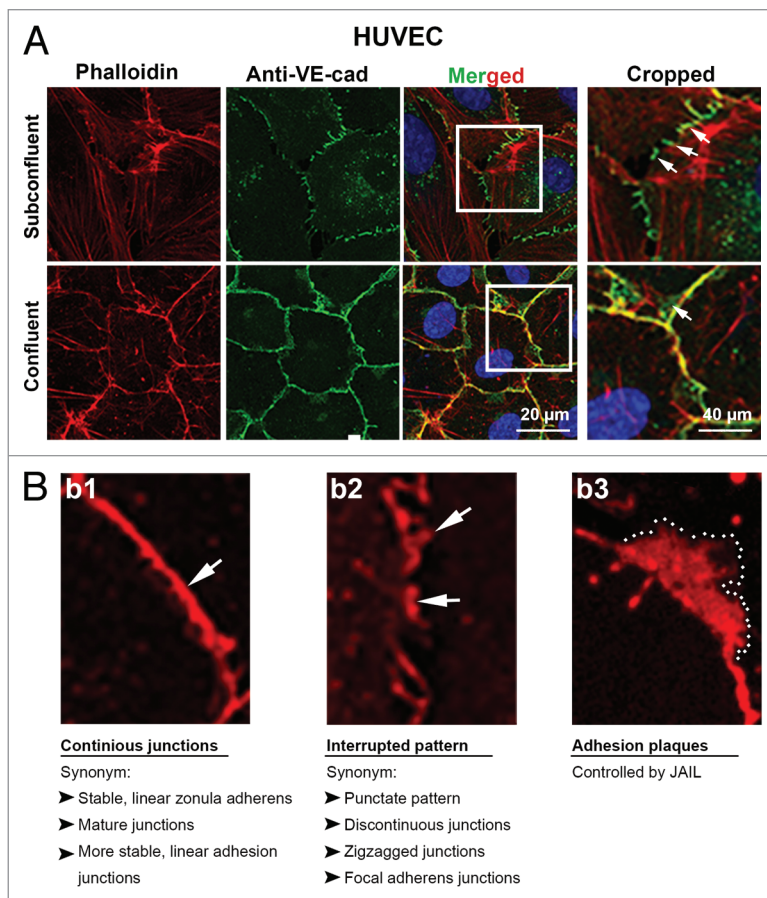 A
HUVEC
Phalloidin
Anti-VE-cad
Merged
Cropped
Subconfluent
Confluent
20 µm
40 µm
B
b1
b2
b3
Continious junctions
Synonym:
➤ Stable, linear zonula adherens
➤ Mature junctions
➤ More stable, linear adhesion
junctions
Interrupted pattern
Synonym:
➤ Punctate pattern
➤ Discontinuous junctions
➤ Zigzagged junctions
➤ Focal adherens junctions
Adhesion plaques
Controlled by JAIL